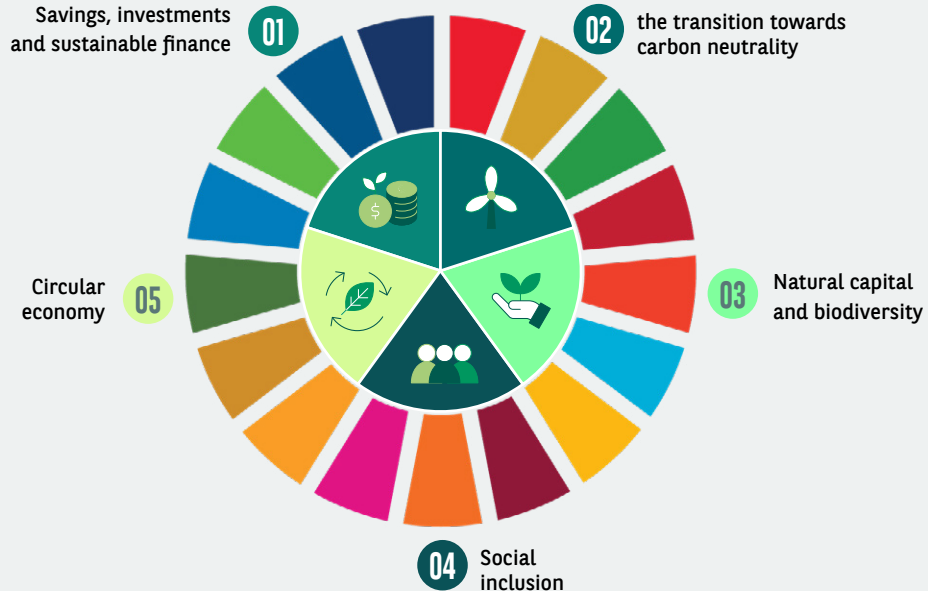 01
Savings, investments
and sustainable finance
02
the transition towards
carbon neutrality
$
03
Natural capital
and biodiversity
04
Social
inclusion
05
Circular
economy